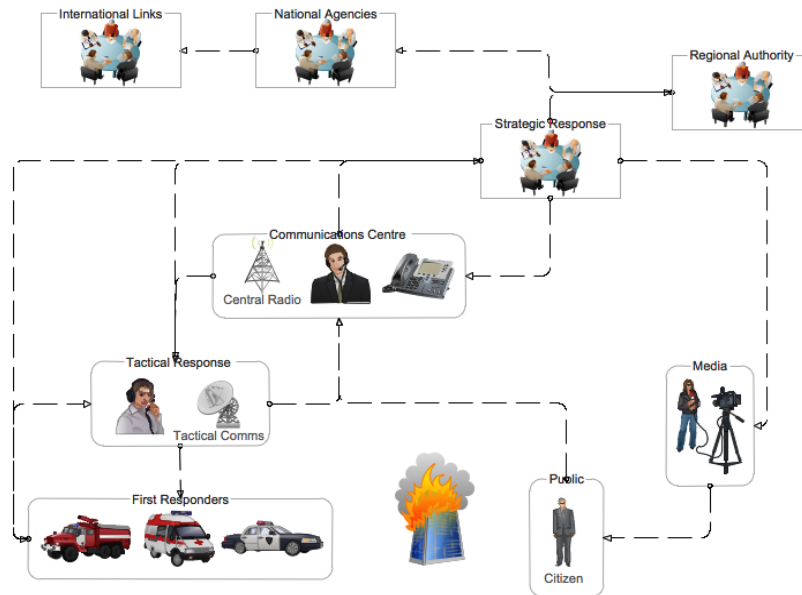 International Links
National Agencies
Regional Authority
Strategic Response
Communications Centre
Central Radio
Tactical Response
Tactical Comms
Media
First Responders
Public
Citizen